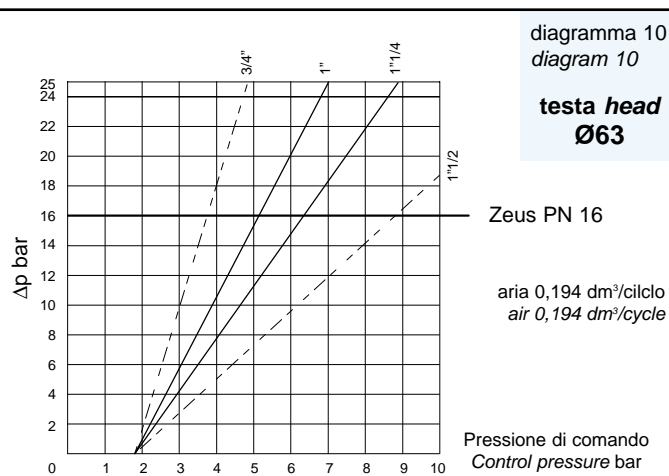 diagramma 10
diagram 10
testa head
Ø63
3/4”
1”
1”1/4
1”1/2
25
24
22
20
18
16
14
12
10
8
6
4
2
0
1 2 3 4 5 6 7 8 9 10
Δp bar
Zeus PN 16
aria 0,194 dm³/cilclo
air 0,194 dm³/cycle
Pressione di comando
Control pressure bar